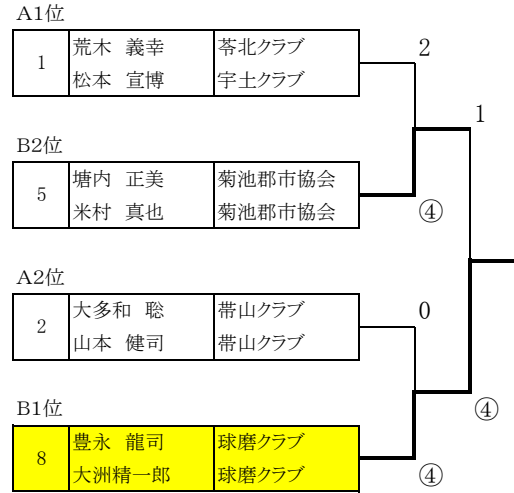 A1位
1 荒木 義幸 苓北クラブ
松本 宣博 宇土クラブ
2
1
B2位
5 塘内 正美 菊池郡市協会
米村 真也 菊池郡市協会
④
A2位
2 大多和 聡 帯山クラブ
山本 健司 帯山クラブ
0
④
B1位
8 豊永 龍司 球磨クラブ
大洲精一郎 球磨クラブ
④